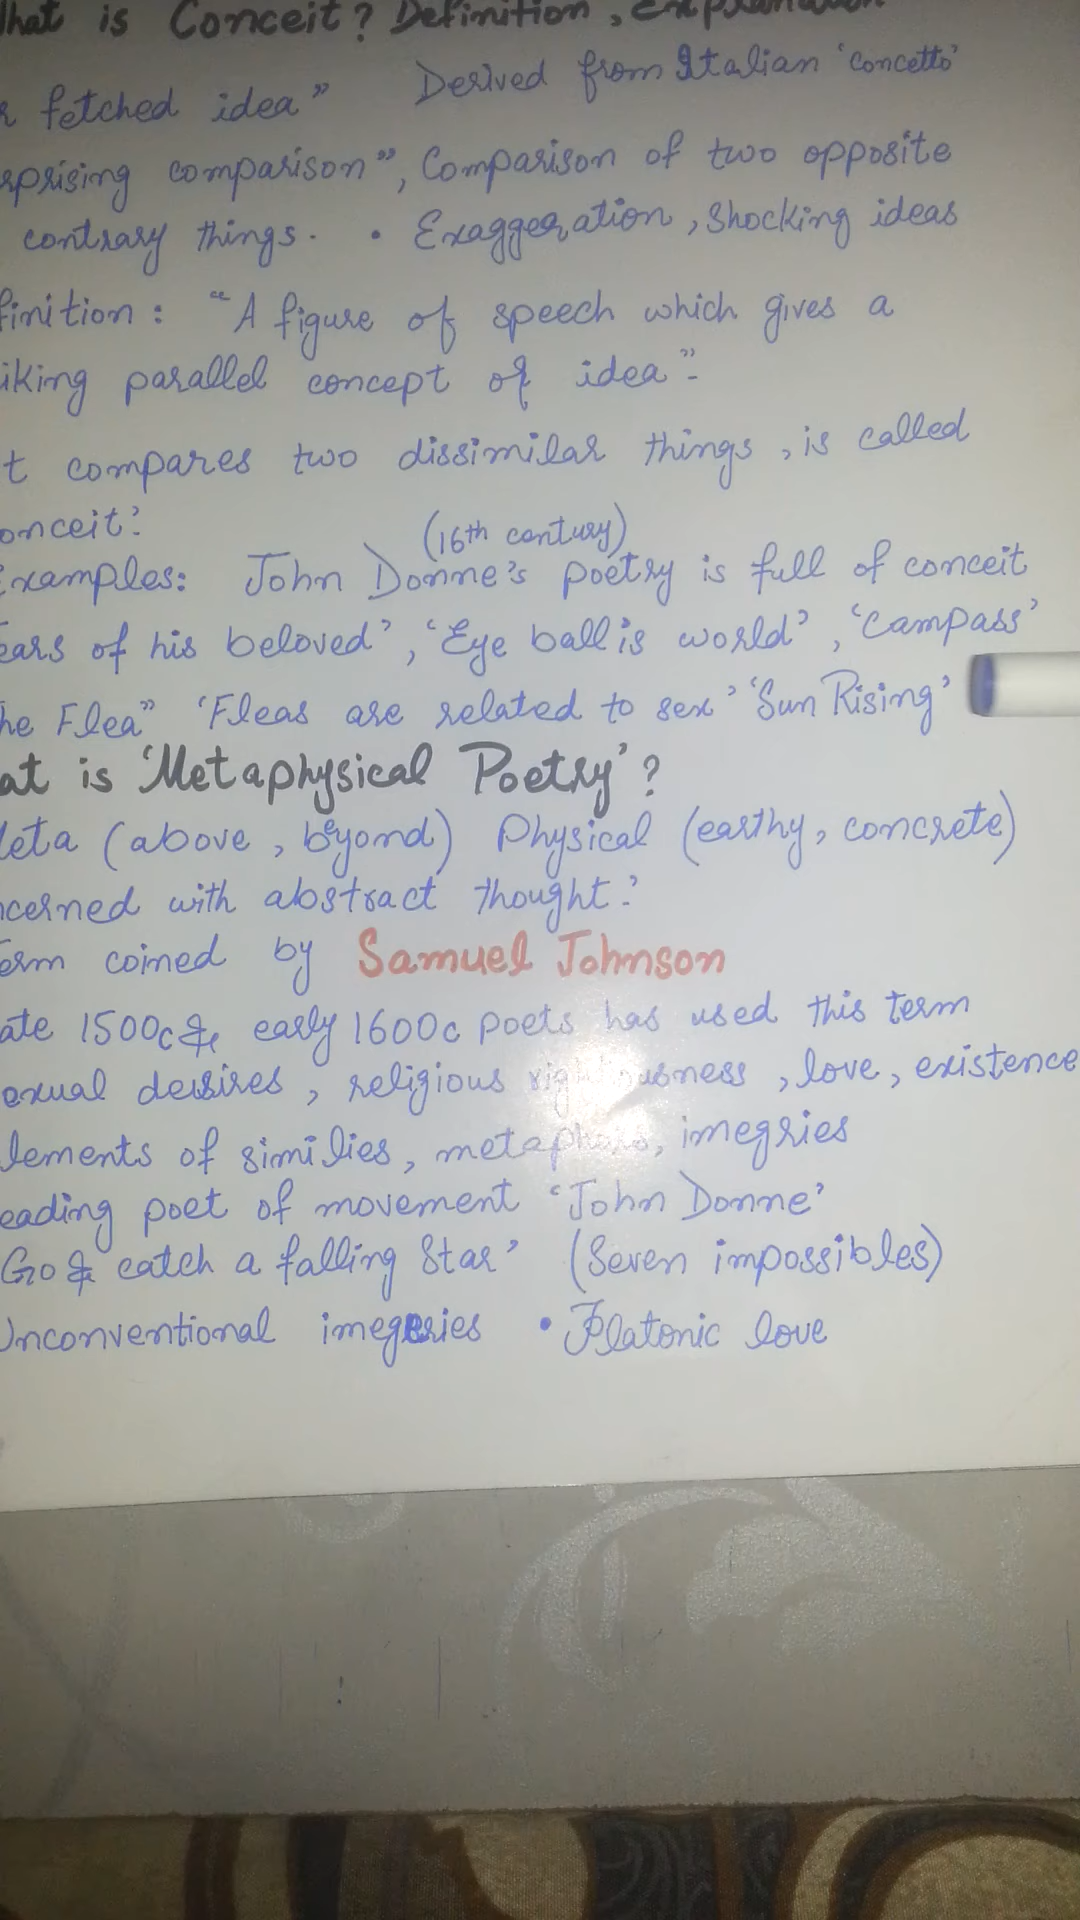 What is Conceit? Definition, Explanation
fetched idea” Derived from Italian ‘concetto’
rprising comparison”, Comparison of two opposite
contrary things. • Exaggeration, Shocking ideas
finition: “A figure of speech which gives a
iking parallel concept of idea”.
t compares two dissimilar things, is called
onceit.
(16th century)
Examples: John Donne's poetry is full of conceit
ears of his beloved’, ‘Eye ball is world’, ‘Campass’
he Flea” ‘Fleas are related to sex’ ‘Sun Rising’
at is ‘Metaphysical Poetry’?
Meta (above, beyond) Physical (earthy, concrete)
ncerned with abstract thought.
erm coined by Samuel Johnson
ate 1500c & early 1600c poets has used this term
exual desires, religious , love, existence
lements of similies, metaphors, imegries
eading poet of movement ‘John Donne’
Go & catch a falling Star’ (Seven impossibles)
Unconventional imegeries • Platonic love